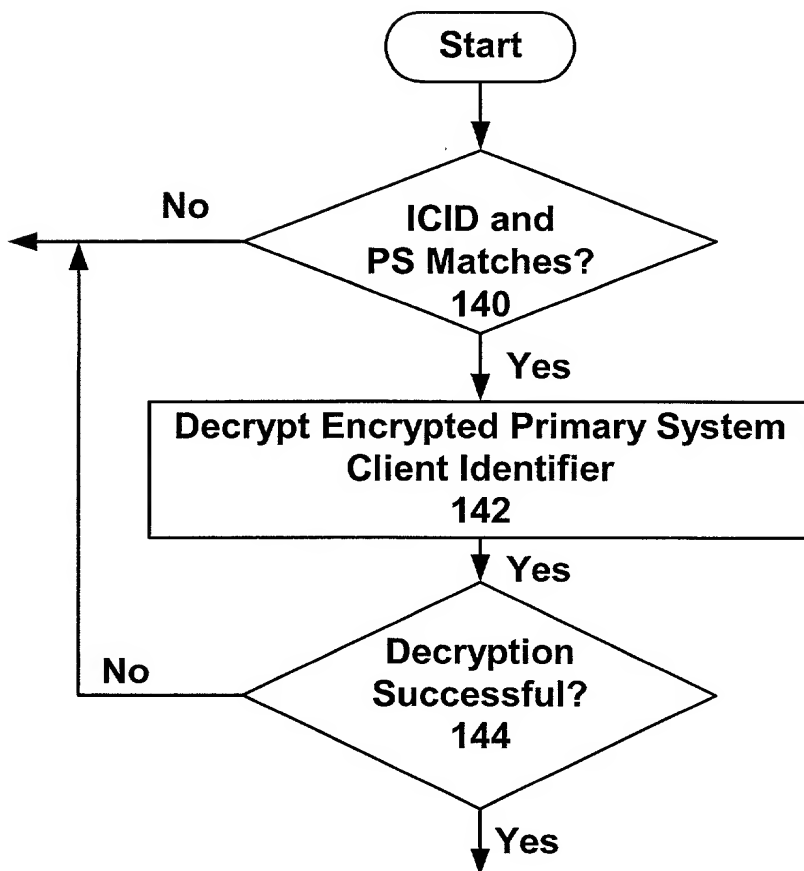 Start
No
ICID and
PS Matches?
140
Yes
Decrypt Encrypted Primary System
Client Identifier
142
Yes
No
Decryption
Successful?
144
Yes